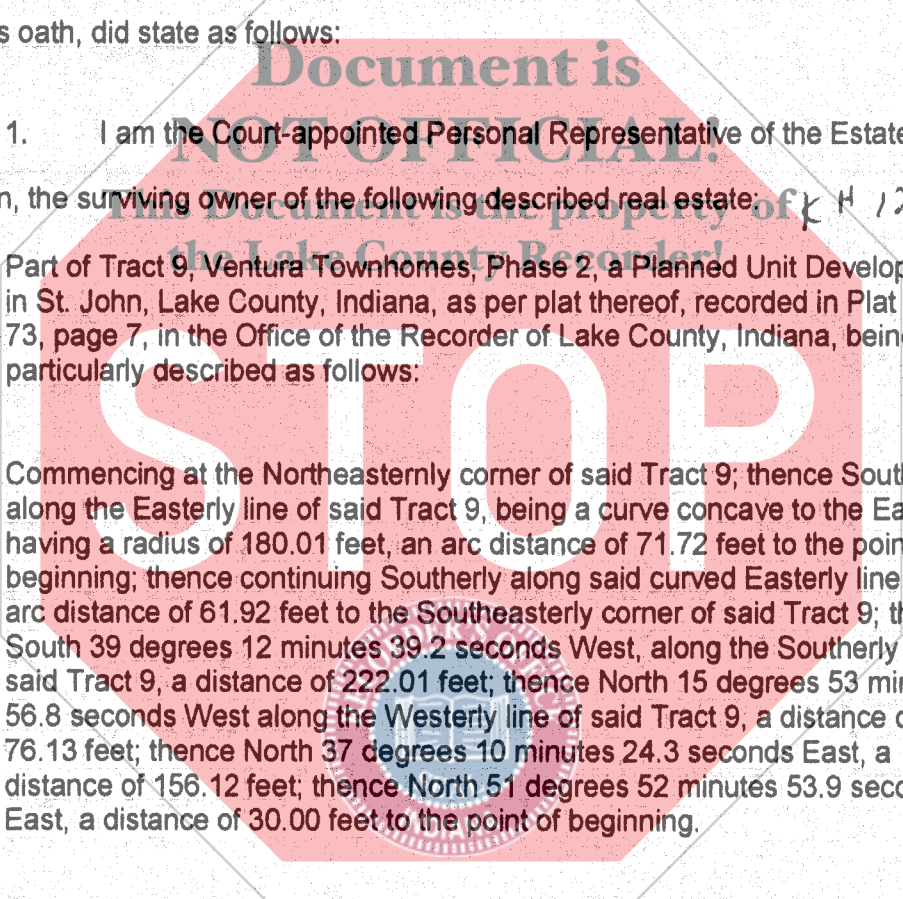 s oath, did state as follows:
Document is
NOT OFFICIAL!
1. I am the Court-appointed Personal Representative of the Estate
n, the surviving owner of the following described real estate: K H 12
This Document is the property of
the Lake County Recorder!
Part of Tract 9, Ventura Townhomes, Phase 2, a Planned Unit Develop
in St. John, Lake County, Indiana, as per plat thereof, recorded in Plat
73, page 7, in the Office of the Recorder of Lake County, Indiana, bein
particularly described as follows:
STOP
Commencing at the Northeasternly corner of said Tract 9; thence Sout
along the Easterly line of said Tract 9, being a curve concave to the Ea
having a radius of 180.01 feet, an arc distance of 71.72 feet to the poin
beginning; thence continuing Southerly along said curved Easterly line
arc distance of 61.92 feet to the Southeasterly corner of said Tract 9; th
South 39 degrees 12 minutes 39.2 seconds West, along the Southerly
said Tract 9, a distance of 222.01 feet; thence North 15 degrees 53 min
56.8 seconds West along the Westerly line of said Tract 9, a distance o
76.13 feet; thence North 37 degrees 10 minutes 24.3 seconds East, a
distance of 156.12 feet; thence North 51 degrees 52 minutes 53.9 seco
East, a distance of 30.00 feet to the point of beginning.